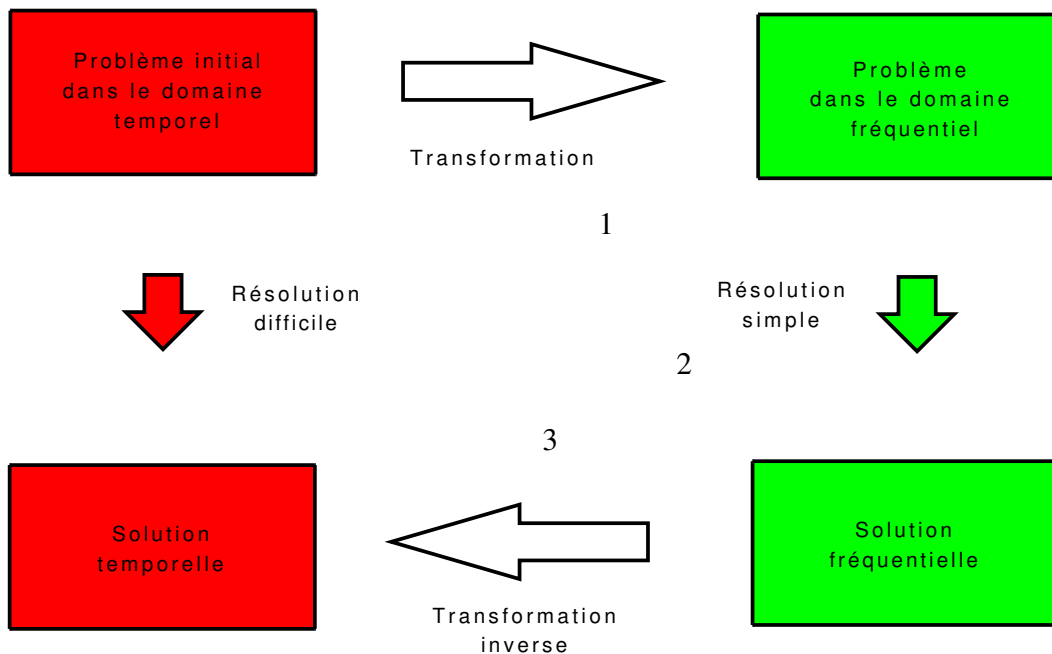 Problème initial
dans le domaine
temporel
Transformation
Problème
dans le domaine
fréquentiel
1
Résolution
difficile
Résolution
simple
2
3
Solution
temporelle
Transformation
inverse
Solution
fréquentielle